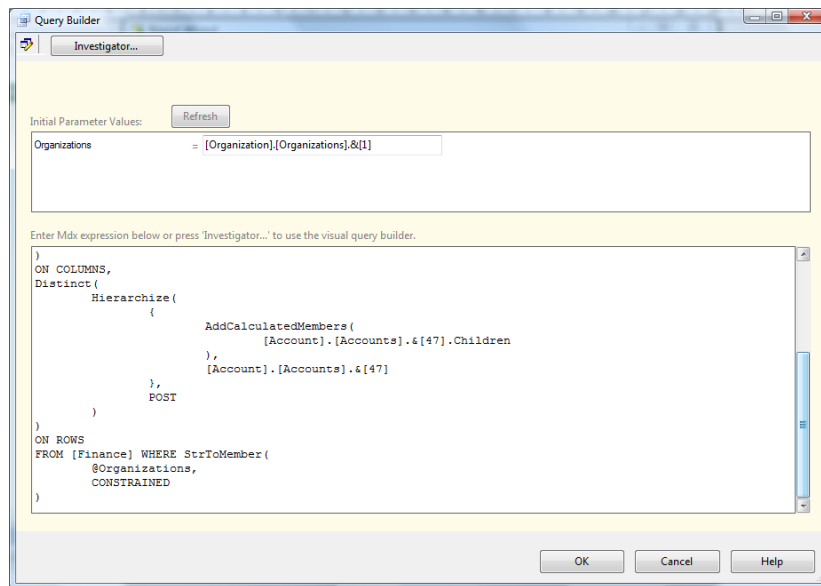 Query Builder
Investigator...
Initial Parameter Values:
Refresh
Organizations = [Organization].[Organizations].&[1]
Enter Mdx expression below or press 'Investigator...' to use the visual query builder.
)
ON COLUMNS,
Distinct(
Hierarchize(
{
AddCalculatedMembers(
[Account].[Accounts].&[47].Children
),
[Account].[Accounts].&[47]
},
POST
)
)
ON ROWS
FROM [Finance] WHERE StrToMember(
@Organizations,
CONSTRAINED
)
OK Cancel Help